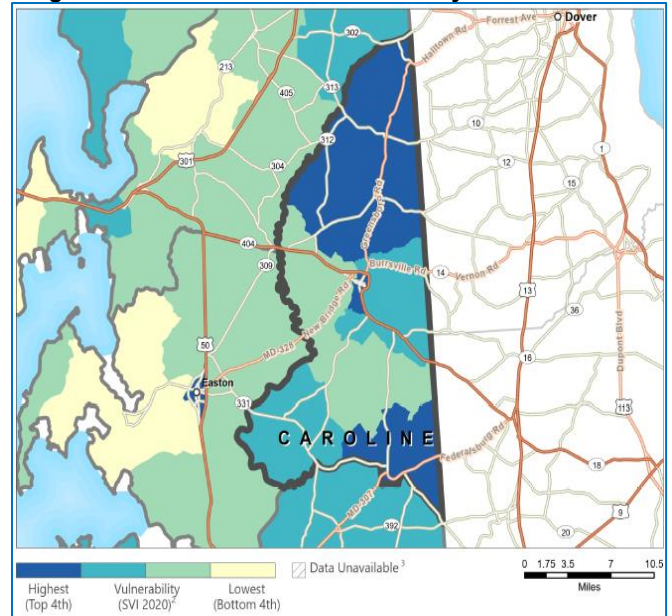 302
Halltown Rd
Forrest Ave
Dover
213
405
313
10
1
312
12
301
304
15
Greensboro Rd
404
309
Burrsville Rd
14
Vernon Rd
13
36
New Bridge Rd
MD-328
50
16
Dupont Blvd
Easton
331
113
CAROLINE
Federalsburg Rd
18
MD-307
9
392
20
Highest
(Top 4th)
Vulnerability
(SVI 2020)2
Lowest
(Bottom 4th)
Data Unavailable3
0 1.75 3.5 7 10.5
Miles